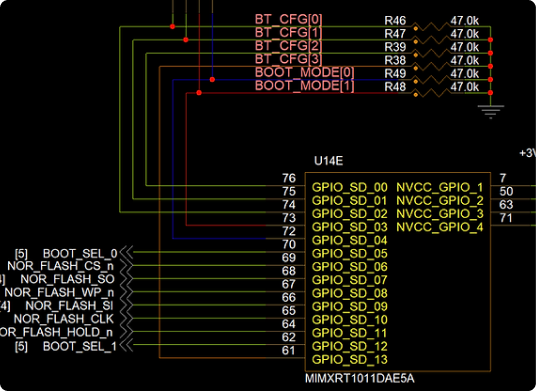 BT_CFG[0] R46 47.0k
BT_CFG[1] R47 47.0k
BT_CFG[2] R39 47.0k
BT_CFG[3] R38 47.0k
BOOT_MODE[0] R49 47.0k
BOOT_MODE[1] R48 47.0k
U14E
+3V
76 GPIO_SD_00 NVCC_GPIO_1 7
75 GPIO_SD_01 NVCC_GPIO_2 50
74 GPIO_SD_02 NVCC_GPIO_3 63
73 GPIO_SD_03 NVCC_GPIO_4 71
72 GPIO_SD_04
[5] BOOT_SEL_0 70 GPIO_SD_05
NOR_FLASH_CS_n 69 GPIO_SD_06
4] NOR_FLASH_SO 68 GPIO_SD_07
NOR_FLASH_WP_n 67 GPIO_SD_08
[4] NOR_FLASH_SI 66 GPIO_SD_09
NOR_FLASH_CLK 65 GPIO_SD_10
OR_FLASH_HOLD_n 64 GPIO_SD_11
[5] BOOT_SEL_1 62 GPIO_SD_12
61 GPIO_SD_13
MIMXRT1011DAE5A